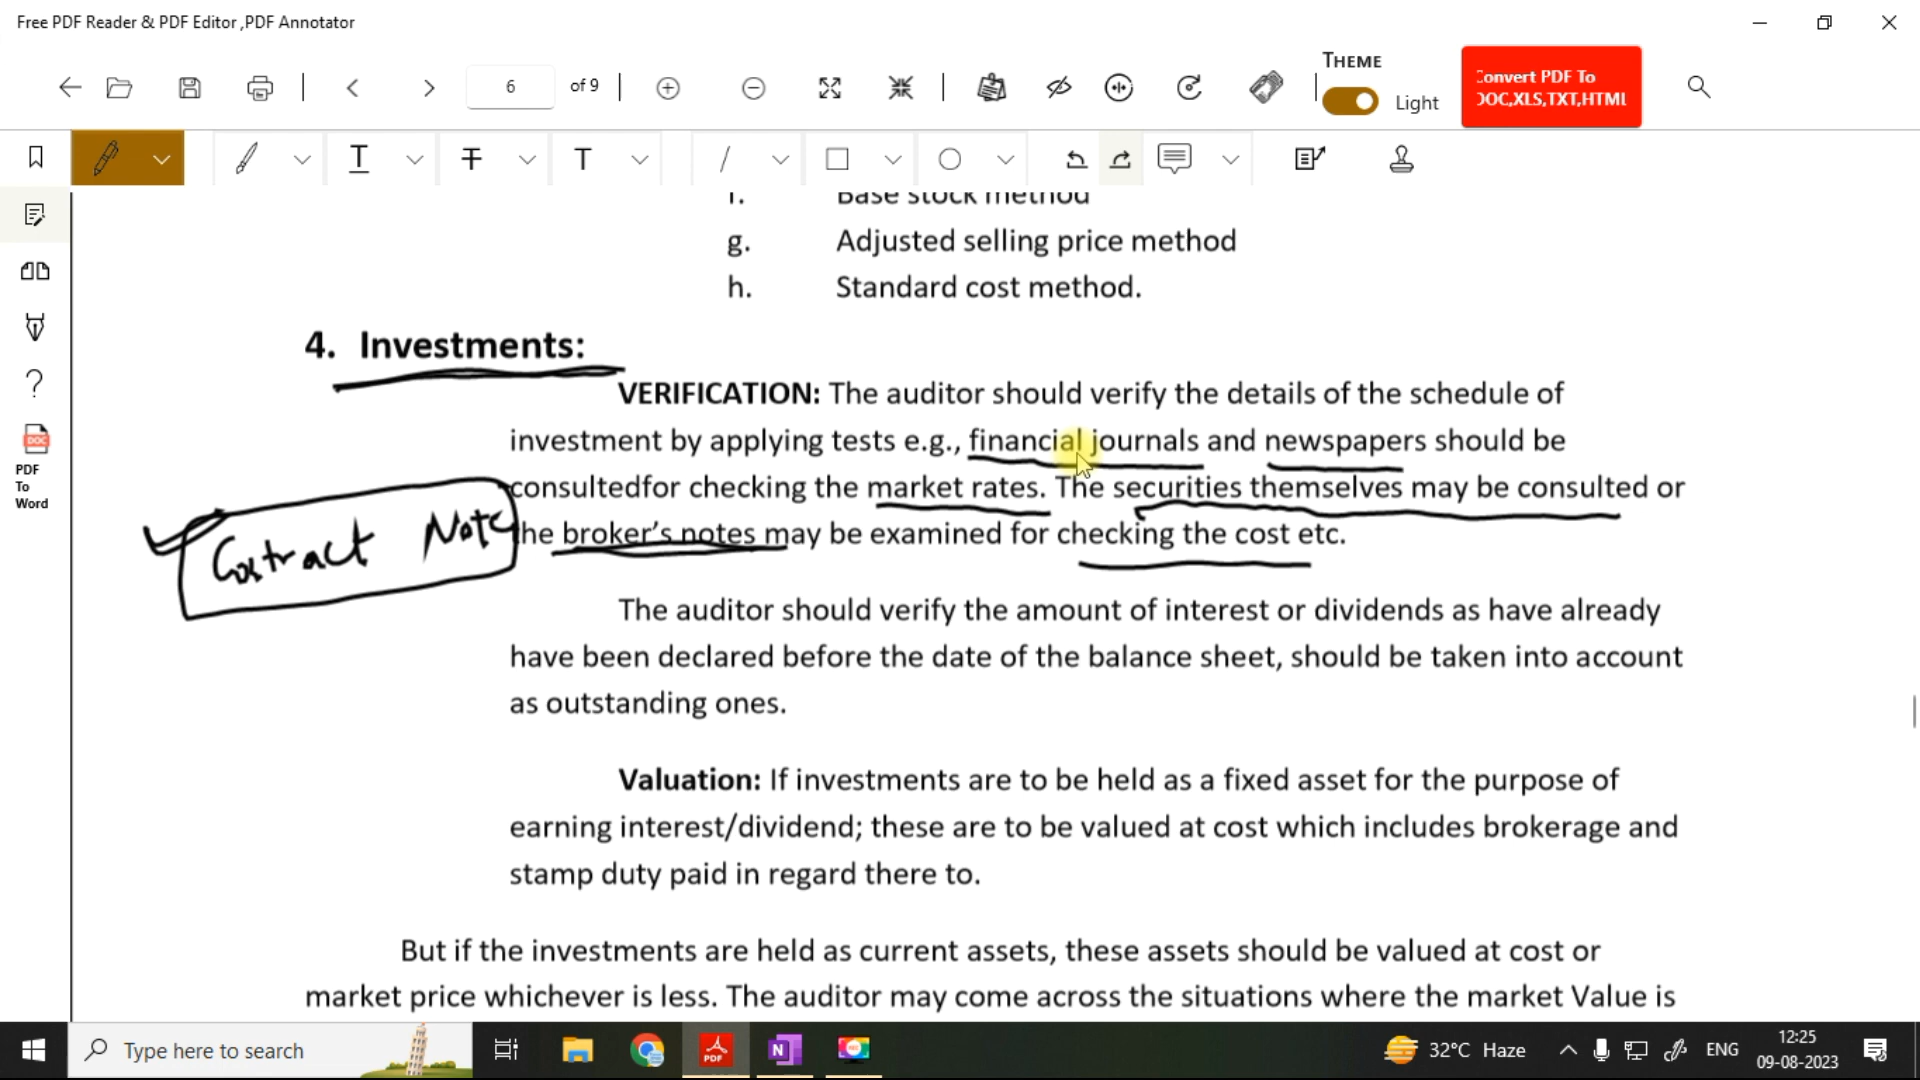 Free PDF Reader & PDF Editor ,PDF Annotator
6 of 9
THEME
Light
Convert PDF To
DOC,XLS,TXT,HTML
f. Base stock method
g. Adjusted selling price method
h. Standard cost method.
4. Investments:
VERIFICATION: The auditor should verify the details of the schedule of
investment by applying tests e.g., financial journals and newspapers should be
consultedfor checking the market rates. The securities themselves may be consulted or
the broker's notes may be examined for checking the cost etc.
Contract Note
The auditor should verify the amount of interest or dividends as have already
have been declared before the date of the balance sheet, should be taken into account
as outstanding ones.
Valuation: If investments are to be held as a fixed asset for the purpose of
earning interest/dividend; these are to be valued at cost which includes brokerage and
stamp duty paid in regard there to.
But if the investments are held as current assets, these assets should be valued at cost or
market price whichever is less. The auditor may come across the situations where the market Value is
DOC
PDF
To
Word
Type here to search
PDF
N
32°C Haze
ENG
12:25
09-08-2023